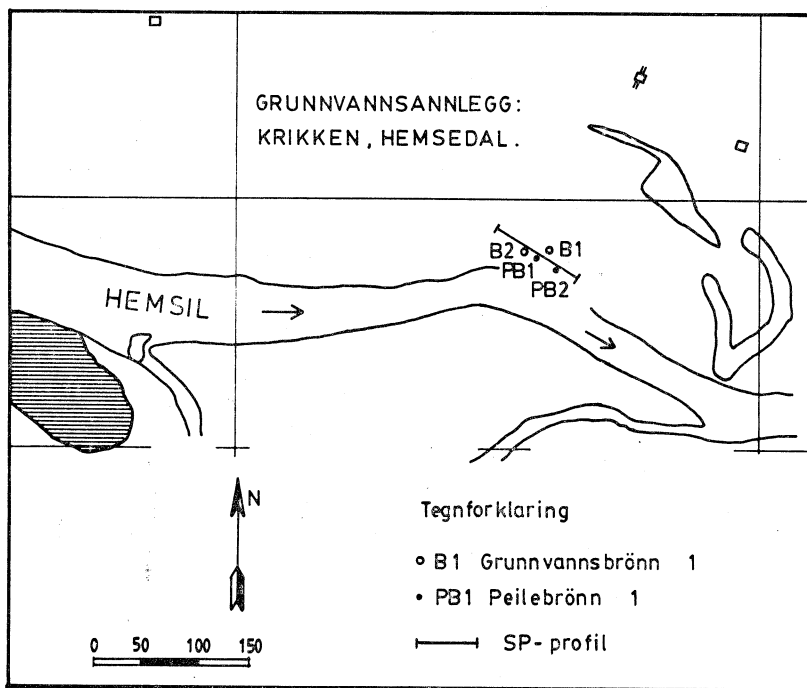 GRUNNVANNSANNLEGG:
KRIKKEN, HEMSEDAL.
B2 B1
PB1
PB2
HEMSIL
N
Tegnforklaring
B1 Grunnvannsbrönn 1
PB1 Peilebrönn 1
SP-profil
0 50 100 150